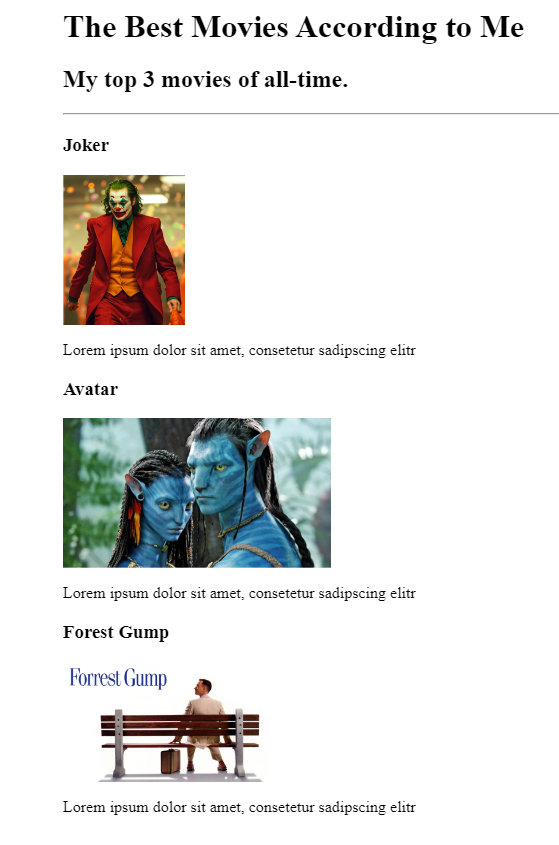 The Best Movies According to Me
My top 3 movies of all-time.
Joker
Lorem ipsum dolor sit amet, consetetur sadipscing elitr
Avatar
Lorem ipsum dolor sit amet, consetetur sadipscing elitr
Forest Gump
Forrest Gump
Lorem ipsum dolor sit amet, consetetur sadipscing elitr